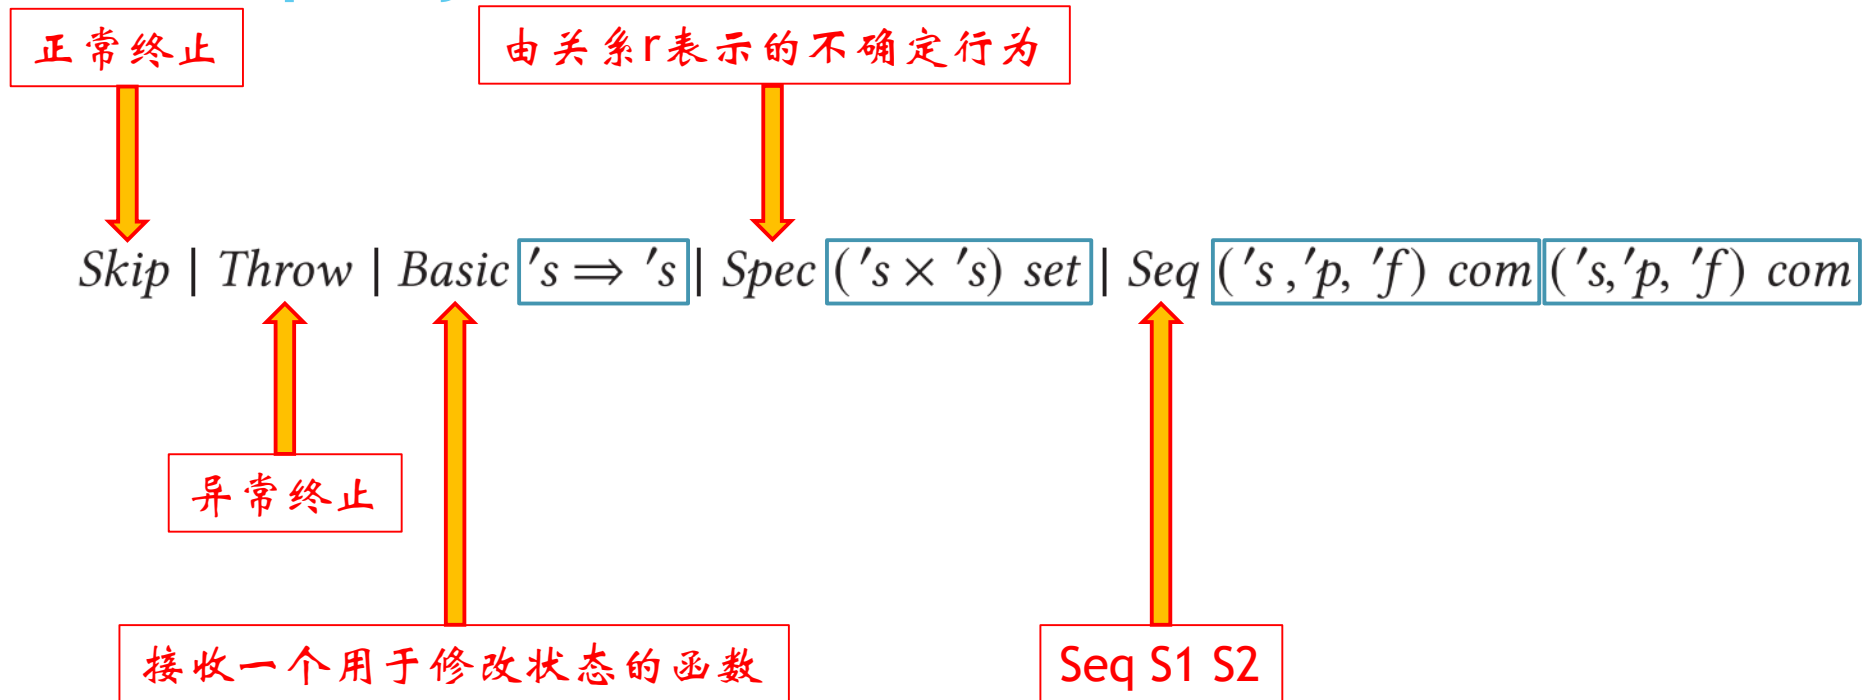 正常终止
由关系r表示的不确定行为
Skip | Throw | Basic 's ⇒ 's | Spec ('s × 's) set | Seq ('s ,'p, 'f) com ('s,'p, 'f) com
异常终止
接收一个用于修改状态的函数
Seq S1 S2